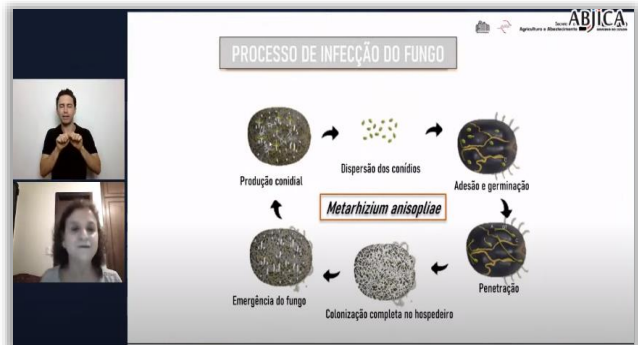 ABJICA
Agricultura e Abastecimento
PROCESSO DE INFECÇÃO DO FUNGO
Produção conidial
Dispersão dos conídios
Adesão e germinação
Metarhizium anisopliae
Emergência do fungo
Colonização completa no hospedeiro
Penetração